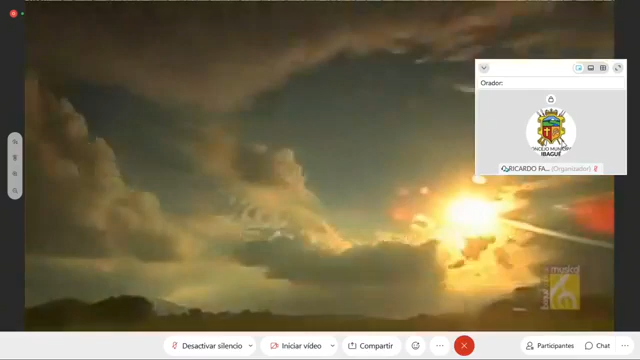 Orador:
CONCEJO MUNICIPAL
IBAGUÉ
RICARDO FA... (Organizador)
musical
Desactivar silencio
Iniciar vídeo
Compartir
Participantes
Chat